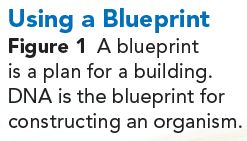 Using a Blueprint
Figure 1 A blueprint
is a plan for a building.
DNA is the blueprint for
constructing an organism.